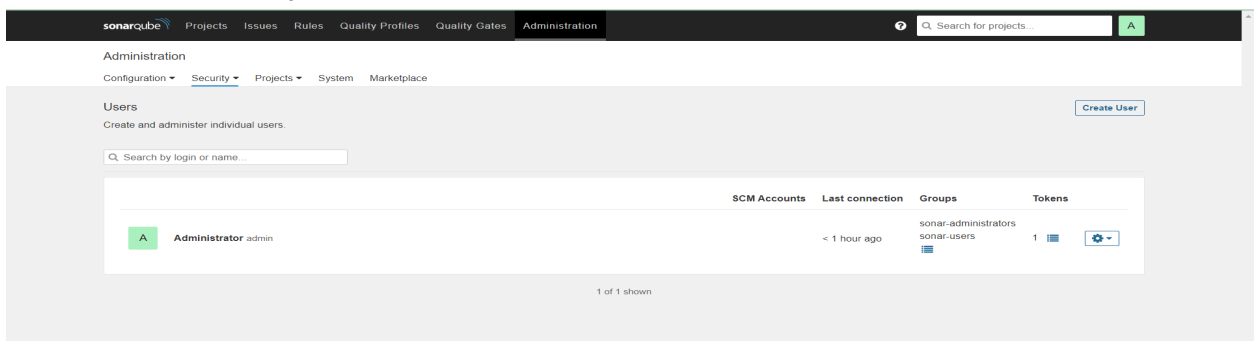 sonarqube Projects Issues Rules Quality Profiles Quality Gates Administration ? Search for projects... A
Administration
Configuration Security Projects System Marketplace
Users
Create User
Create and administer individual users.
Search by login or name...
SCM Accounts Last connection Groups Tokens
A Administrator admin < 1 hour ago sonar-administrators
sonar-users 1
1 of 1 shown